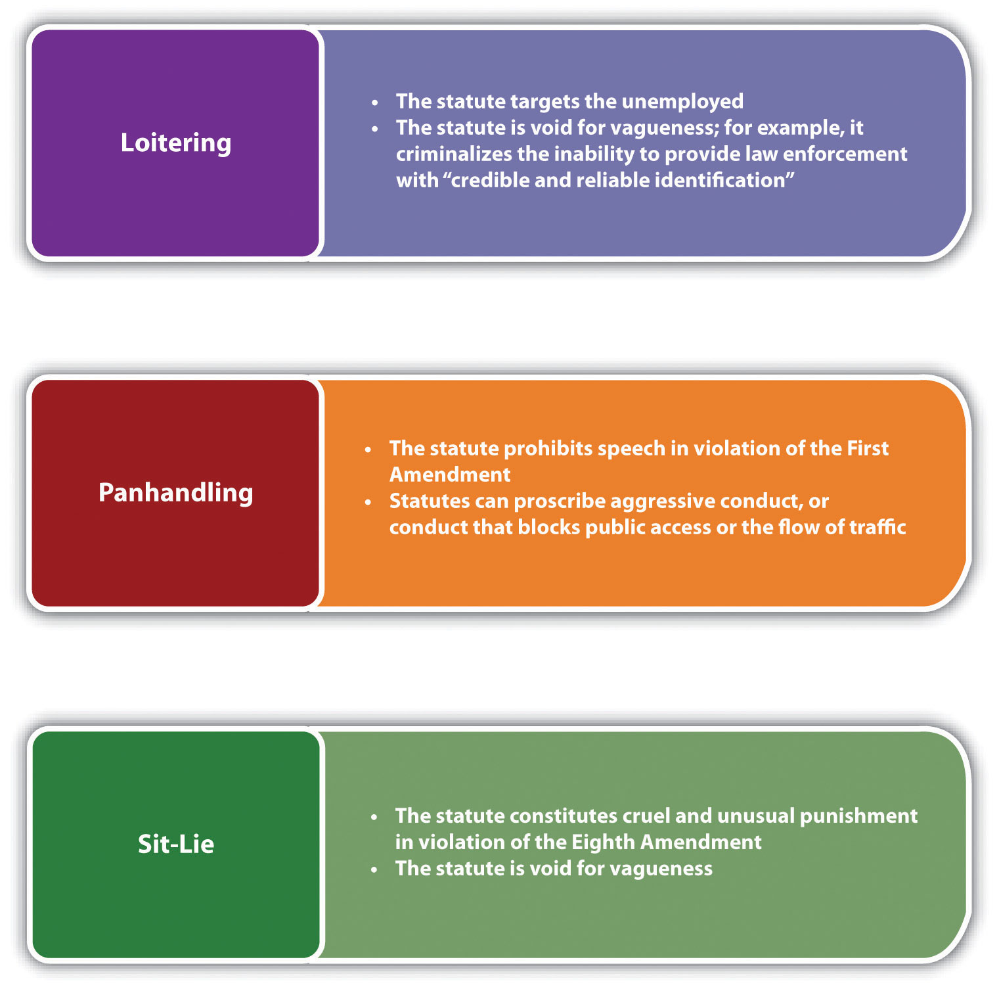 Loitering
• The statute targets the unemployed
• The statute is void for vagueness; for example, it
criminalizes the inability to provide law enforcement
with “credible and reliable identification”
Panhandling
• The statute prohibits speech in violation of the First
Amendment
• Statutes can proscribe aggressive conduct, or
conduct that blocks public access or the flow of traffic
Sit-Lie
• The statute constitutes cruel and unusual punishment
in violation of the Eighth Amendment
• The statute is void for vagueness